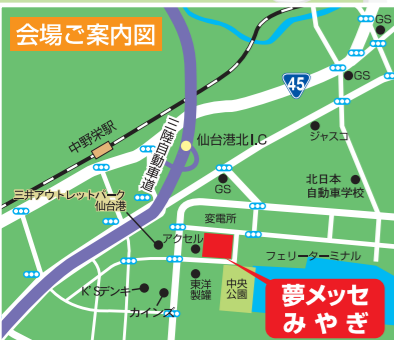 会場ご案内図
GS
45
GS
中野栄駅
三陸自動車道
仙台港北I.C
ジャスコ
GS
北日本
自動車学校
三井アウトレットパーク
仙台港
変電所
アクセル
フェリーターミナル
K'Sデンキ
カインズ
東洋
製罐
中央
公園
夢メッセ
みやぎ